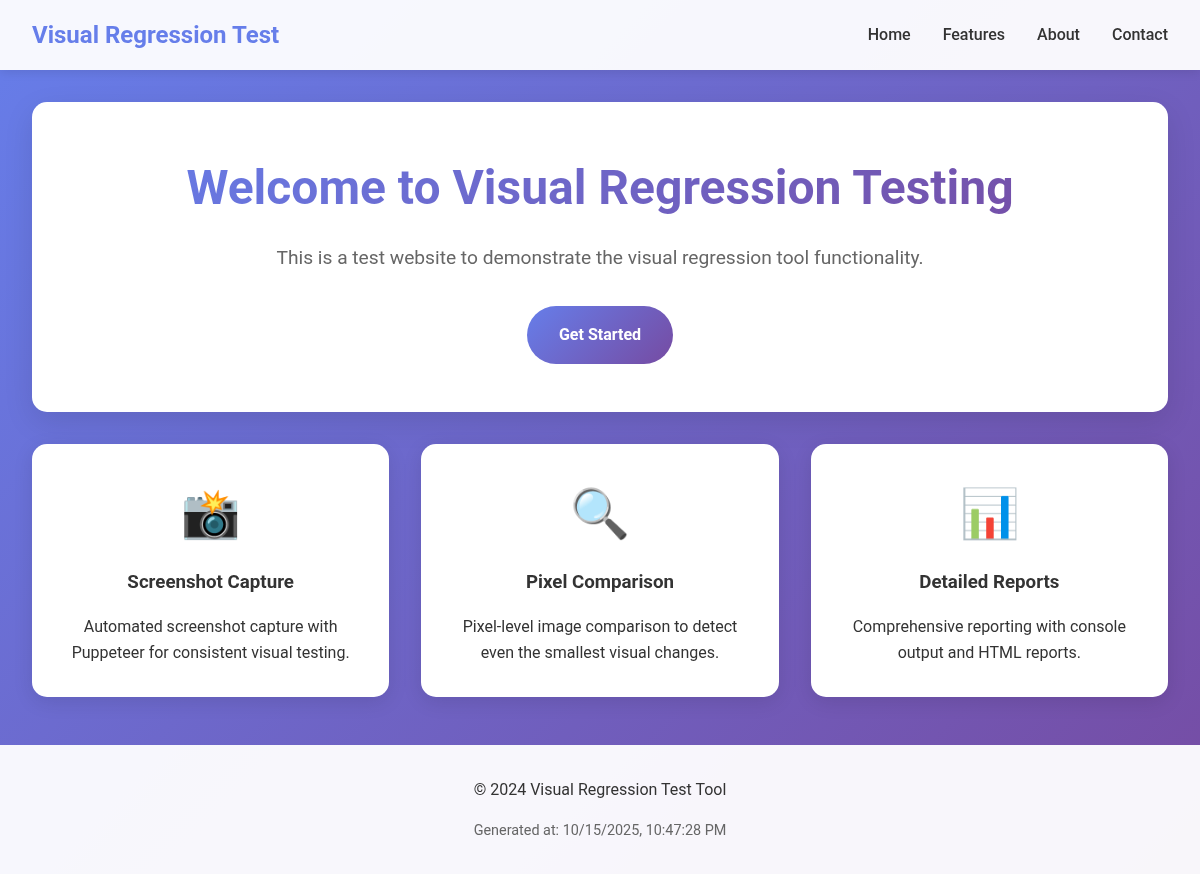 Visual Regression Test
Home Features About Contact
Welcome to Visual Regression Testing
This is a test website to demonstrate the visual regression tool functionality.
Get Started
Screenshot Capture
Automated screenshot capture with
Puppeteer for consistent visual testing.
Pixel Comparison
Pixel-level image comparison to detect
even the smallest visual changes.
Detailed Reports
Comprehensive reporting with console
output and HTML reports.
© 2024 Visual Regression Test Tool
Generated at: 10/15/2025, 10:47:28 PM